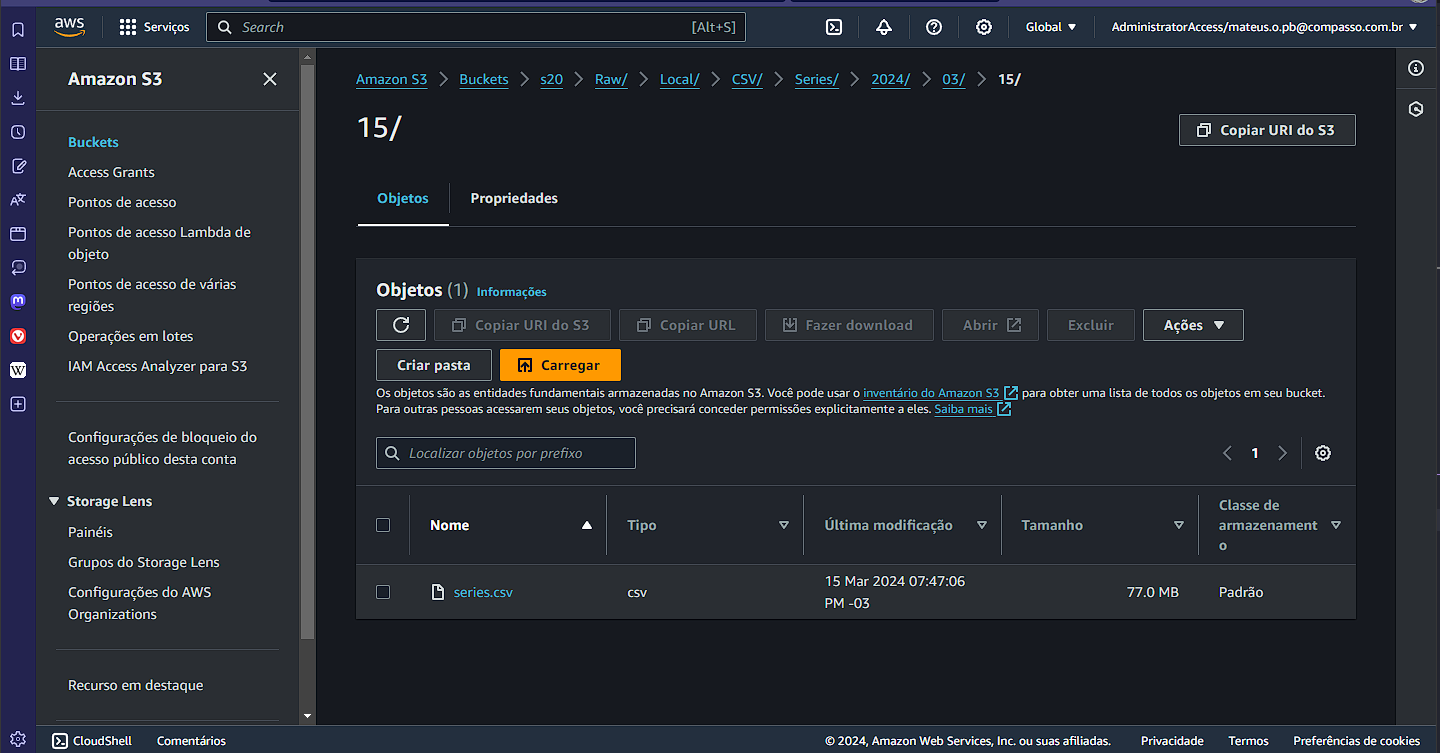 aws
Serviços
Search
[Alt+S]
Global
AdministratorAccess/mateus.o.pb@compasso.com.br
Amazon S3
Buckets
Access Grants
Pontos de acesso
Pontos de acesso Lambda de
objeto
Pontos de acesso de várias
regiões
Operações em lotes
IAM Access Analyzer para S3
Configurações de bloqueio do
acesso público desta conta
Storage Lens
Painéis
Grupos do Storage Lens
Configurações do AWS
Organizations
Recurso em destaque
Amazon S3 > Buckets > s20 > Raw/ > Local/ > CSV/ > Series/ > 2024/ > 03/ > 15/
15/
Copiar URI do S3
Objetos
Propriedades
Objetos (1) Informações
Copiar URI do S3
Copiar URL
Fazer download
Abrir
Excluir
Ações
Criar pasta
Carregar
Os objetos são as entidades fundamentais armazenadas no Amazon S3. Você pode usar o inventário do Amazon S3 para obter uma lista de todos os objetos em seu bucket.
Para outras pessoas acessarem seus objetos, você precisará conceder permissões explicitamente a eles. Saiba mais
Localizar objetos por prefixo
1
Nome
Tipo
Última modificação
Tamanho
Classe de
armazenament
o
series.csv
csv
15 Mar 2024 07:47:06
PM -03
77.0 MB
Padrão
CloudShell
Comentários
© 2024, Amazon Web Services, Inc. ou suas afiliadas.
Privacidade
Termos
Preferências de cookies